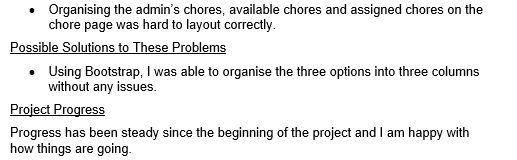 • Organising the admin's chores, available chores and assigned chores on the
chore page was hard to layout correctly.
Possible Solutions to These Problems
• Using Bootstrap, I was able to organise the three options into three columns
without any issues.
Project Progress
Progress has been steady since the beginning of the project and I am happy with
how things are going.